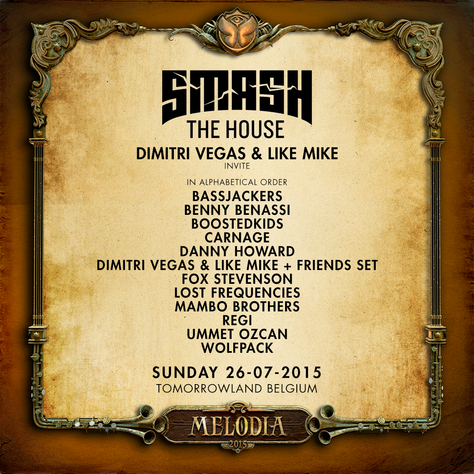 SMASH
THE HOUSE
DIMITRI VEGAS & LIKE MIKE
INVITE
IN ALPHABETICAL ORDER
BASSJACKERS
BENNY BENASSI
BOOSTEDKIDS
CARNAGE
DANNY HOWARD
DIMITRI VEGAS & LIKE MIKE + FRIENDS SET
FOX STEVENSON
LOST FREQUENCIES
MAMBO BROTHERS
REGI
UMMET OZCAN
WOLFPACK
SUNDAY 26-07-2015
TOMORROWLAND BELGIUM
MELODIA
2015